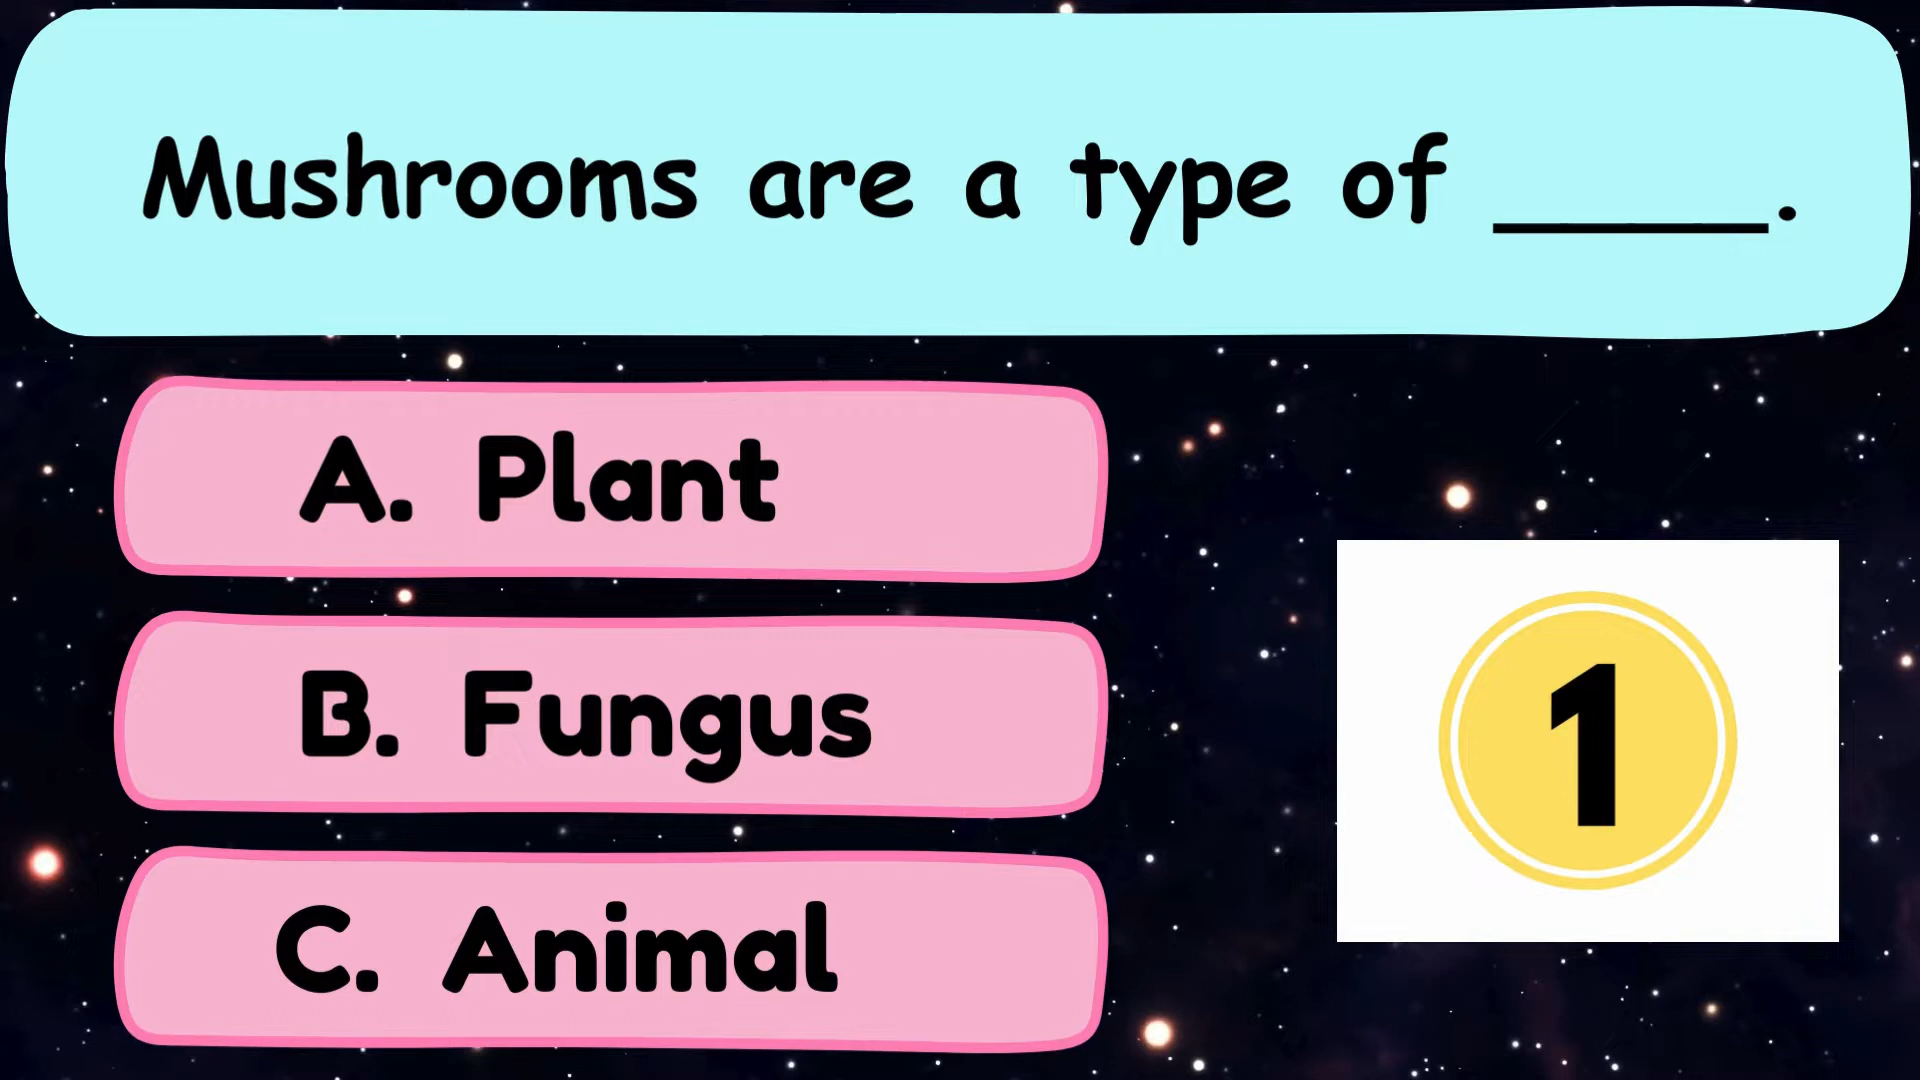 Mushrooms are a type of _____.
A. Plant
B. Fungus
C. Animal
1